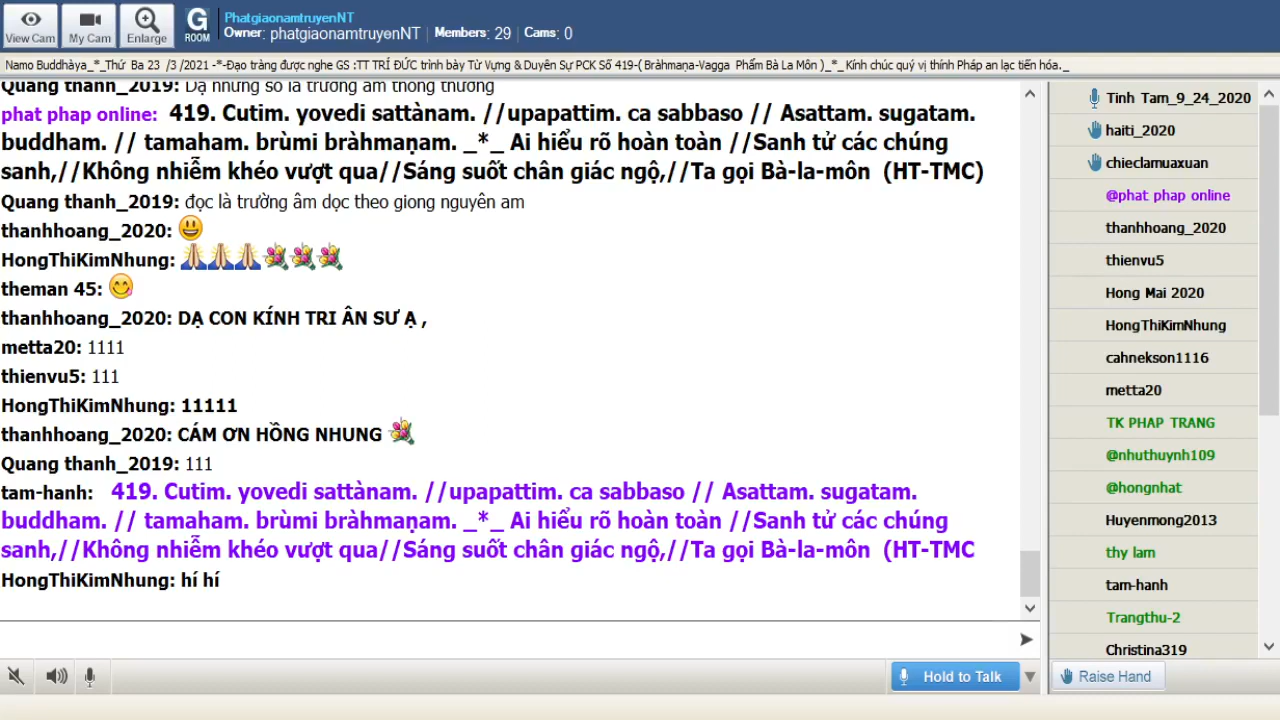 View Cam
My Cam
Enlarge
G
ROOM
PhatgiaonamtruyenNT
Owner: phatgiaonamtruyenNT | Members: 29 | Cams: 0
Namo Buddhàya_*_Thứ Ba 23 /3 /2021 -*-Đạo tràng được nghe GS :TT TRÍ ĐỨC trình bày Từ Vựng & Duyên Sự PCK Số 419-( Bràhmaṇa-Vagga Phẩm Bà La Môn )_*_ Kính chúc quý vị thính Pháp an lạc tiến hóa._
Quang thanh_2019: Dạ nhưng số là trường âm thông thường
phat phap online: 419. Cutim. yovedi sattànam. //upapattim. ca sabbaso // Asattam. sugatam.
buddham. // tamaham. brùmi bràhmaṇam. _*_ Ai hiểu rõ hoàn toàn //Sanh tử các chúng
sanh,//Không nhiễm khéo vượt qua//Sáng suốt chân giác ngộ,//Ta gọi Bà-la-môn (HT-TMC)
Quang thanh_2019: đọc là trường âm dọc theo giong nguyên am
thanhhoang_2020:
HongThiKimNhung:
theman 45:
thanhhoang_2020: DẠ CON KÍNH TRI ÂN SƯ Ạ ,
metta20: 1111
thienvu5: 111
HongThiKimNhung: 11111
thanhhoang_2020: CÁM ƠN HỒNG NHUNG
Quang thanh_2019: 111
tam-hanh: 419. Cutim. yovedi sattànam. //upapattim. ca sabbaso // Asattam. sugatam.
buddham. // tamaham. brùmi bràhmaṇam. _*_ Ai hiểu rõ hoàn toàn //Sanh tử các chúng
sanh,//Không nhiễm khéo vượt qua//Sáng suốt chân giác ngộ,//Ta gọi Bà-la-môn (HT-TMC
HongThiKimNhung: hí hí
Hold to Talk
Tinh Tam_9_24_2020
haiti_2020
chieclamuaxuan
@phat phap online
thanhhoang_2020
thienvu5
Hong Mai 2020
HongThiKimNhung
cahnekson1116
metta20
TK PHAP TRANG
@nhuthuynh109
@hongnhat
Huyenmong2013
thy lam
tam-hanh
Trangthu-2
Christina319
Raise Hand